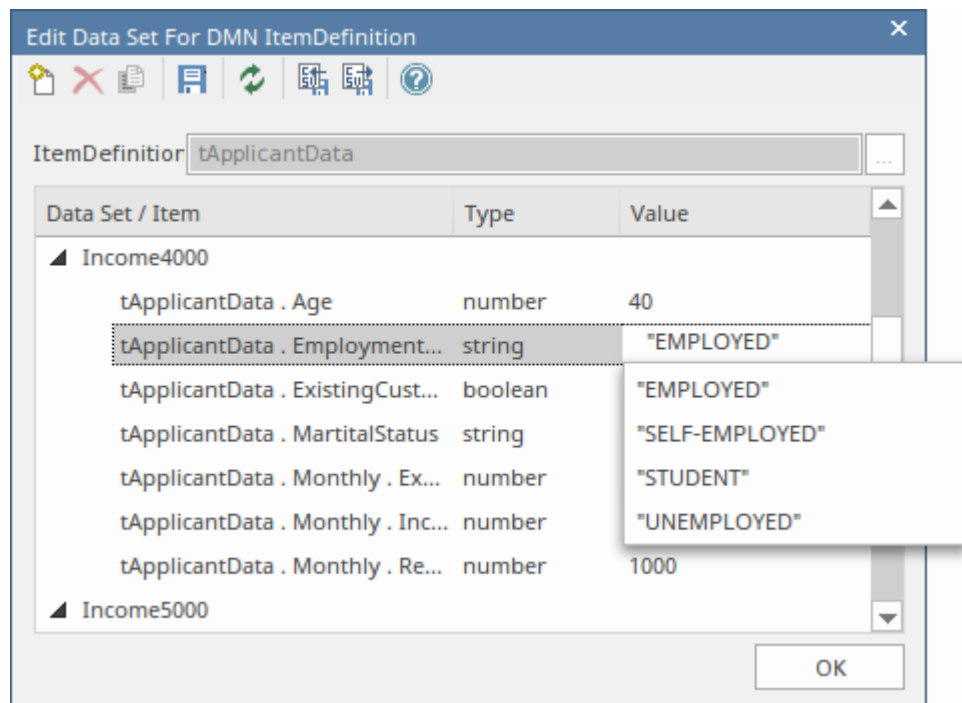 Edit Data Set For DMN ItemDefinition
ItemDefinition tApplicantData ...
Data Set / Item Type Value
Income4000
tApplicantData . Age number 40
tApplicantData . Employment... string "EMPLOYED"
tApplicantData . ExistingCust... boolean "EMPLOYED"
tApplicantData . MartitalStatus string "SELF-EMPLOYED"
tApplicantData . Monthly . Ex... number "STUDENT"
tApplicantData . Monthly . Inc... number "UNEMPLOYED"
tApplicantData . Monthly . Re... number 1000
Income5000
OK